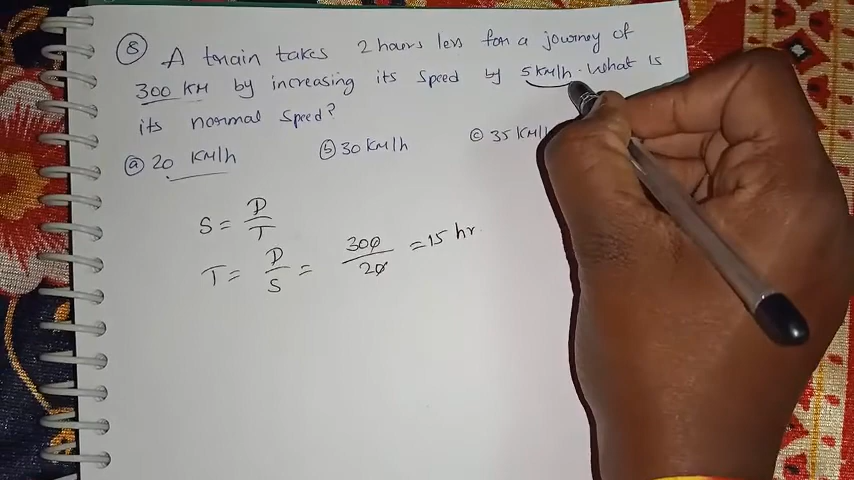 ⑧ A train takes 2 hours less for a journey of
300 KM by increasing its speed by 5 KM/h. What is
its normal speed?
ⓐ 20 KM/h ⓑ 30 KM/h ⓒ 35 KM/h
S = D/T
T = D/S = 300/20 = 15 hr.